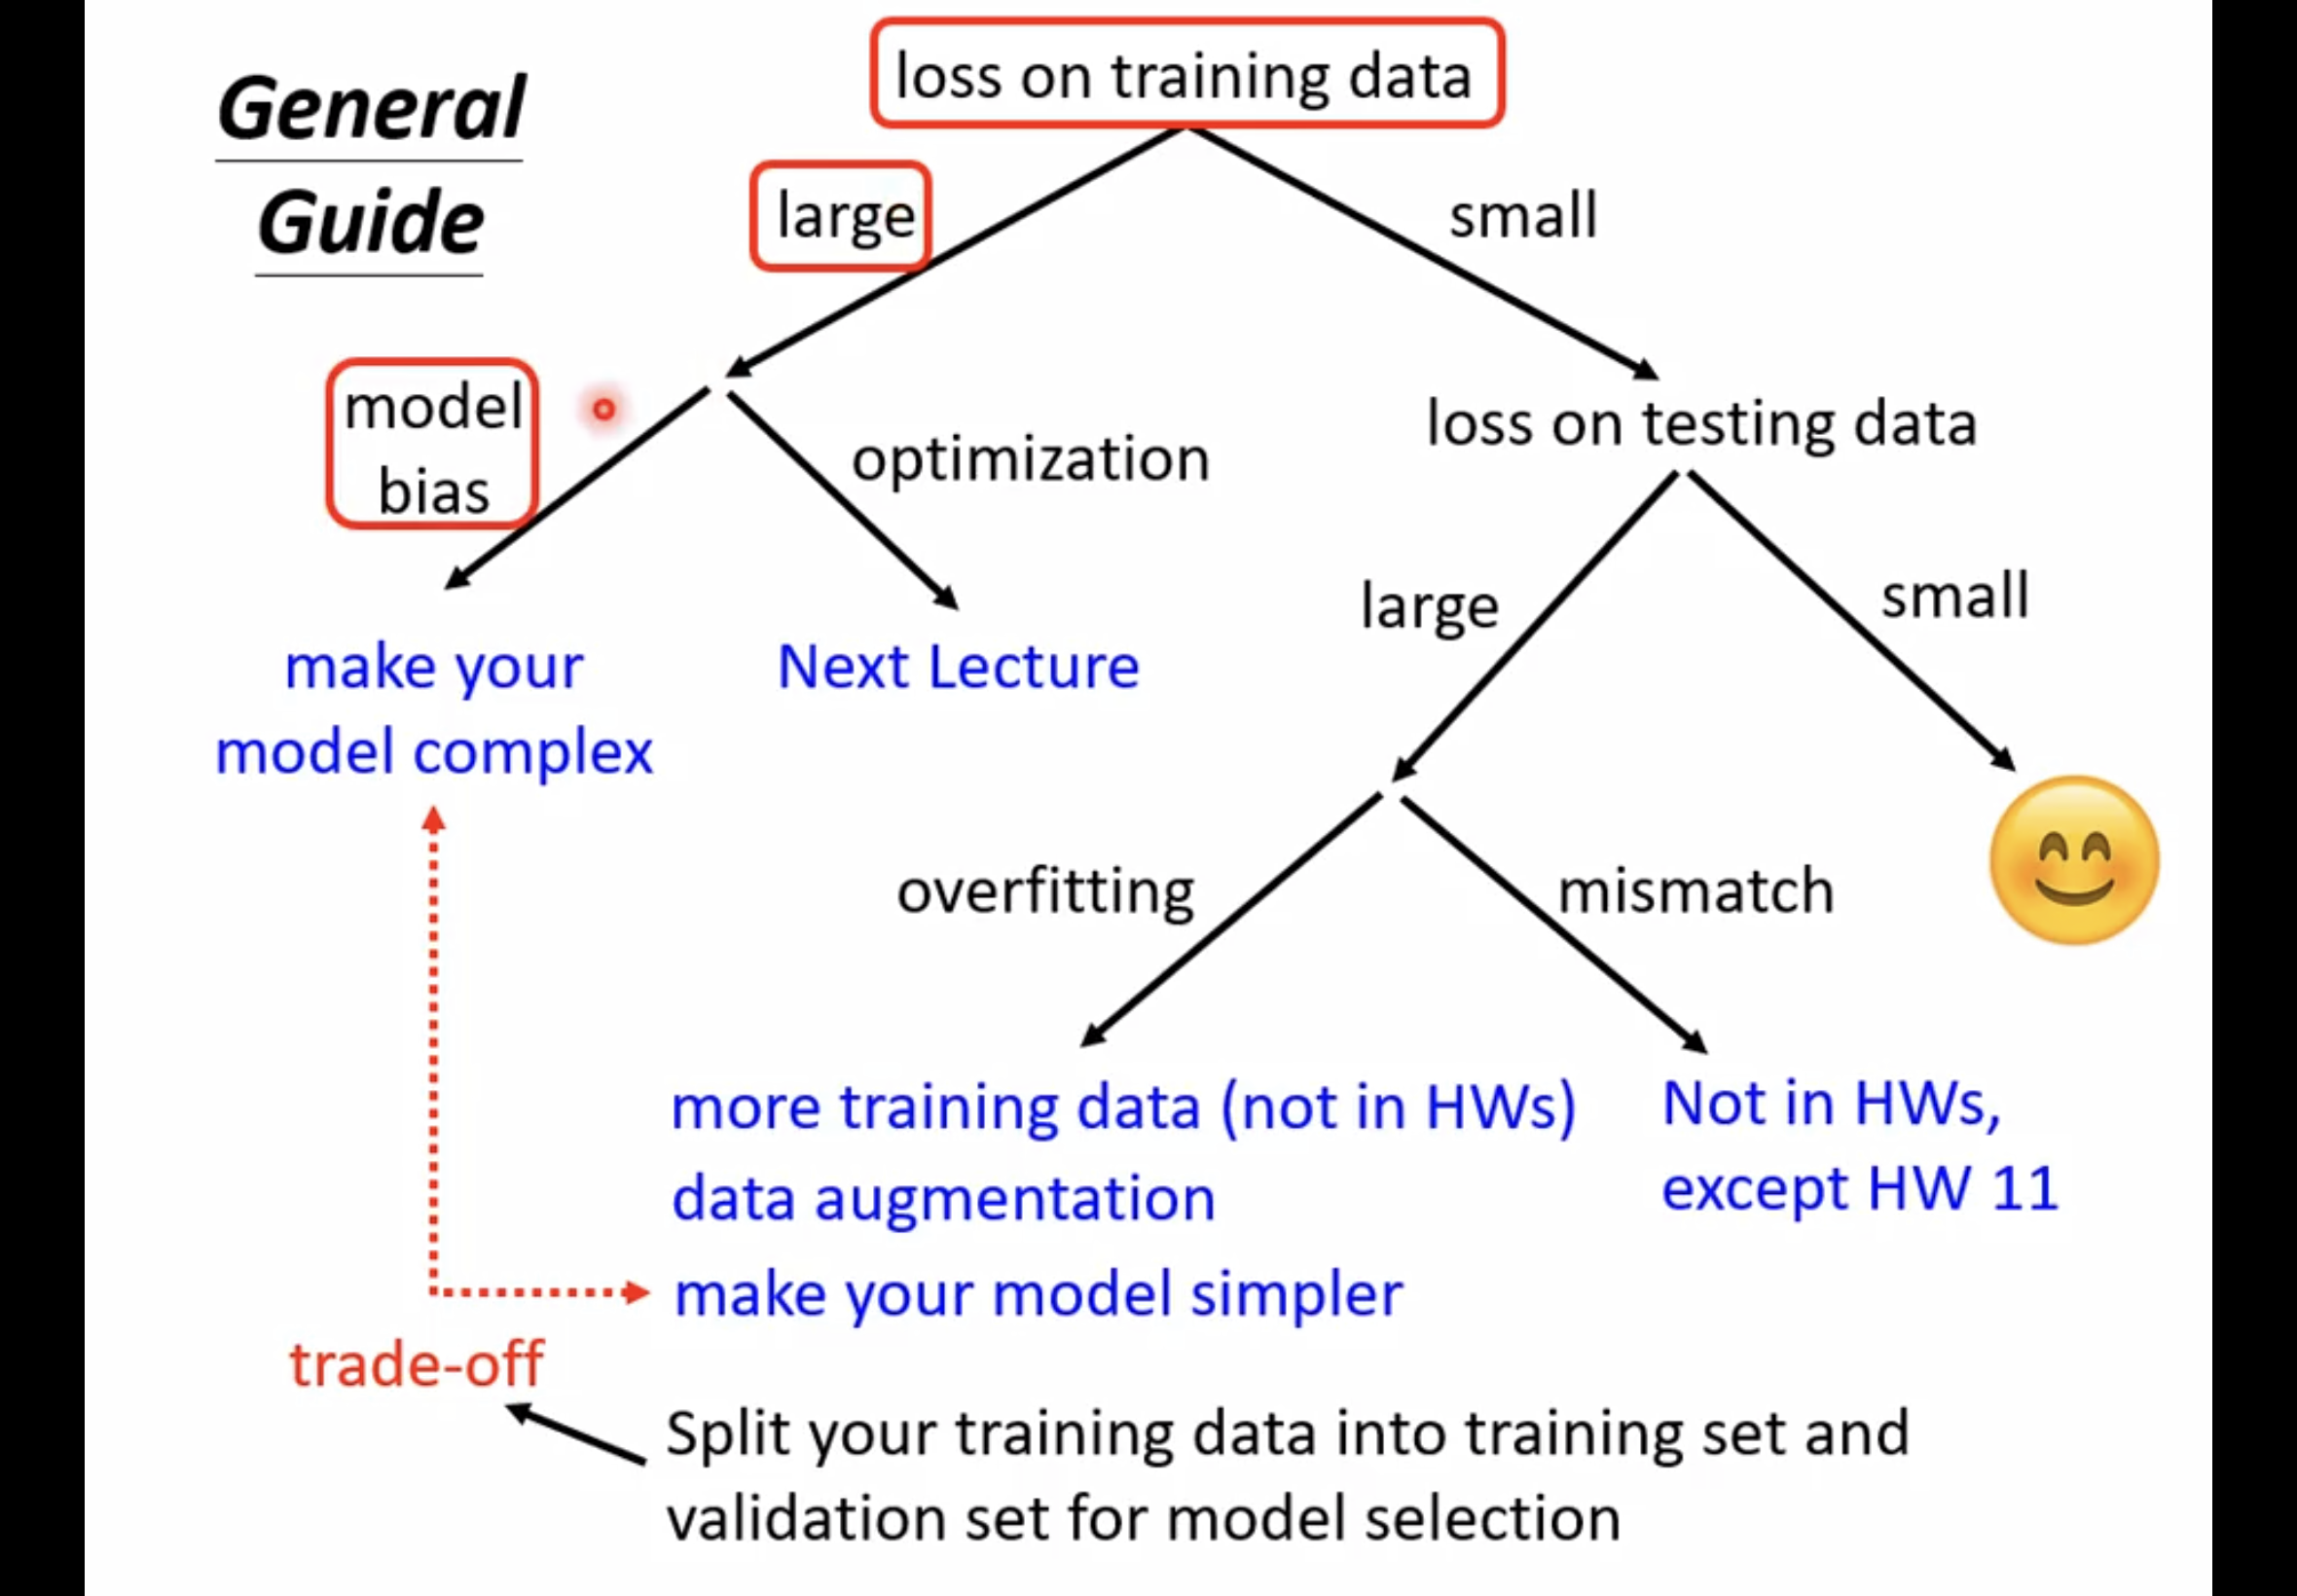 General
Guide
loss on training data
large
small
model
bias
optimization
loss on testing data
make your
model complex
Next Lecture
large
small
overfitting
mismatch
more training data (not in HWs)
data augmentation
make your model simpler
Not in HWs,
except HW 11
trade-off
Split your training data into training set and
validation set for model selection